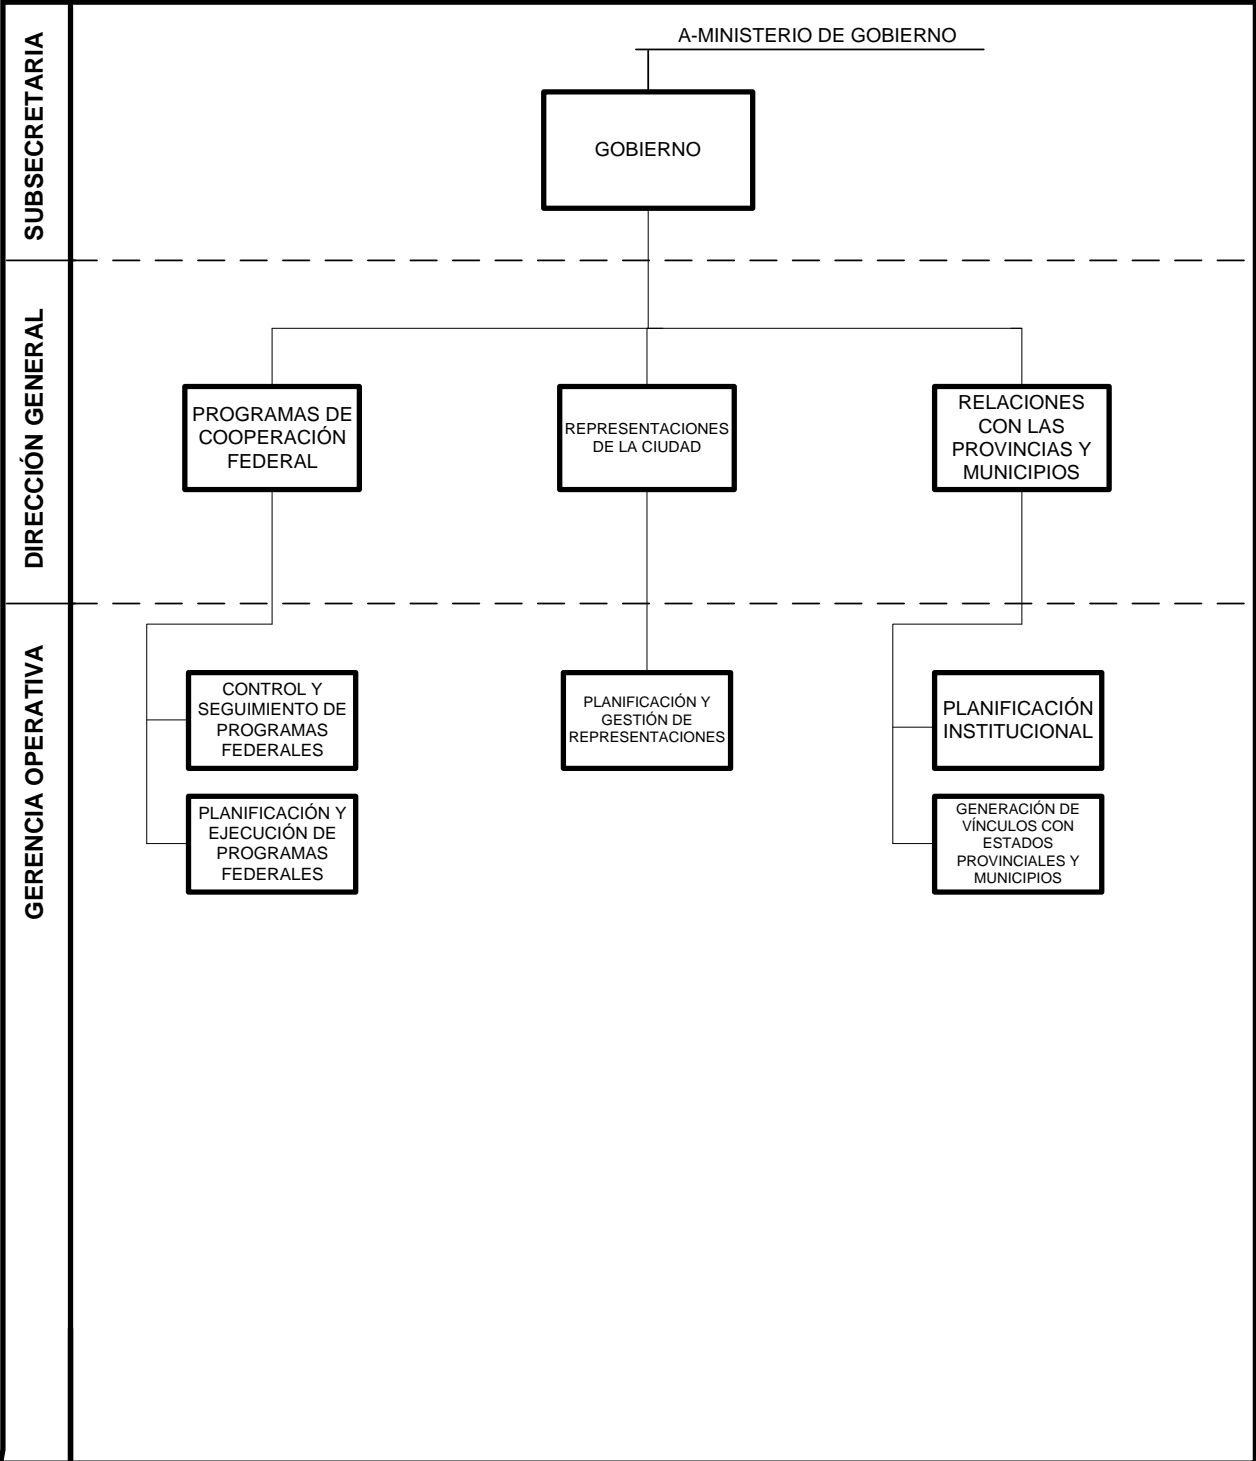 A-MINISTERIO DE GOBIERNO
SUBSECRETARIA
GOBIERNO
DIRECCIÓN GENERAL
PROGRAMAS DE
COOPERACIÓN
FEDERAL
REPRESENTACIONES
DE LA CIUDAD
RELACIONES
CON LAS
PROVINCIAS Y
MUNICIPIOS
GERENCIA OPERATIVA
CONTROL Y
SEGUIMIENTO DE
PROGRAMAS
FEDERALES
PLANIFICACIÓN Y
GESTIÓN DE
REPRESENTACIONES
PLANIFICACIÓN
INSTITUCIONAL
PLANIFICACIÓN Y
EJECUCIÓN DE
PROGRAMAS
FEDERALES
GENERACIÓN DE
VÍNCULOS CON
ESTADOS
PROVINCIALES Y
MUNICIPIOS